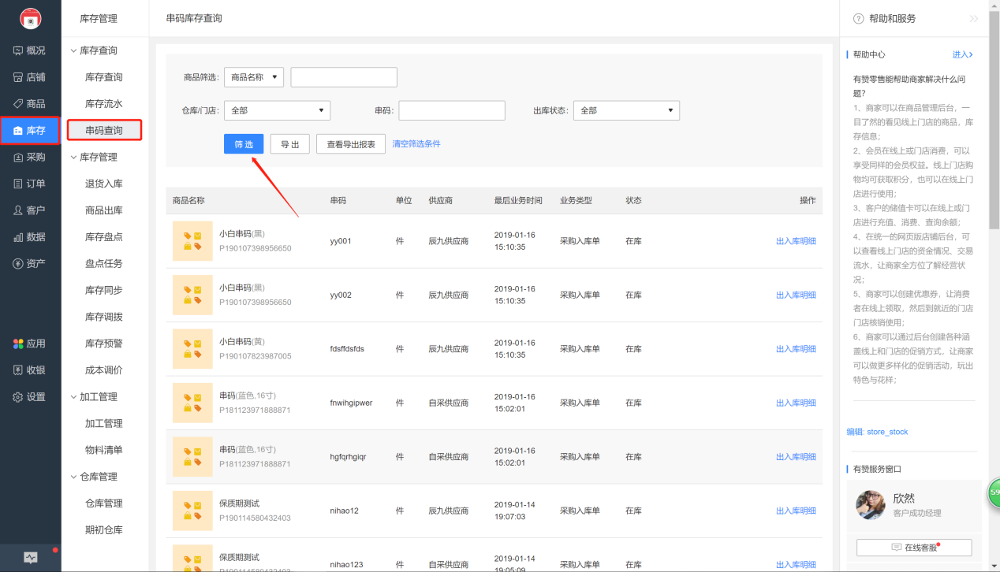 概况
店铺
商品
库存
采购
订单
客户
数据
资产
应用
收银
设置
库存管理
库存查询
库存查询
库存流水
串码查询
库存管理
退货入库
商品出库
库存盘点
盘点任务
库存同步
库存调拨
库存预警
成本调价
加工管理
加工管理
物料清单
仓库管理
仓库管理
期初仓库
串码库存查询
商品筛选: 商品名称
仓库/门店: 全部 串码: 出库状态: 全部
筛选 导出 查看导出报表 清空筛选条件
商品名称 串码 单位 供应商 最后业务时间 业务类型 状态 操作
小白串码(黑)
P190107398956650
yy001 件 辰九供应商 2019-01-16
15:10:35
采购入库单 在库 出入库明细
小白串码(黑)
P190107398956650
yy002 件 辰九供应商 2019-01-16
15:10:35
采购入库单 在库 出入库明细
小白串码(黄)
P190107823987005
fdsffdsfds 件 辰九供应商 2019-01-16
15:10:35
采购入库单 在库 出入库明细
串码(蓝色,16寸)
P181123971888871
fnwihgipwer 件 自采供应商 2019-01-16
15:02:01
采购入库单 在库 出入库明细
串码(蓝色,16寸)
P181123971888871
hgfqrhgiqr 件 自采供应商 2019-01-16
15:02:01
采购入库单 在库 出入库明细
保质期测试
P190114580432403
nihao12 件 辰九供应商 2019-01-14
19:07:03
采购入库单 在库 出入库明细
保质期测试
P190114580432403
nihao123 件 自采供应商 2019-01-14
19:05:09
采购入库单 在库 出入库明细
帮助和服务
帮助中心 进入
有赞零售能帮助商家解决什么问
题?
1、商家可以在商品管理后台，一
目了然的看见线上门店的商品，库
存信息；
2、会员在线上或门店消费，可以
享受同样的会员权益。线上门店购
物均可获取积分，也可以在线上门
店进行使用；
3、客户的储值卡可以在线上或门
店进行充值、消费、查询余额；
4、在统一的网页版店铺后台，可
以查看线上门店的资金情况、交易
流水，让商家全方位了解经营状
况；
5、商家可以创建优惠券，让消费
者在线上领取，然后到就近的门店
门店核销使用；
6、商家可以通过后台创建各种涵
盖线上和门店的促销方式，让商家
可以做更多样化的促销活动，玩出
特色与花样；
编辑: store_stock
有赞服务窗口
欣然
客户成功经理
在线客服
59